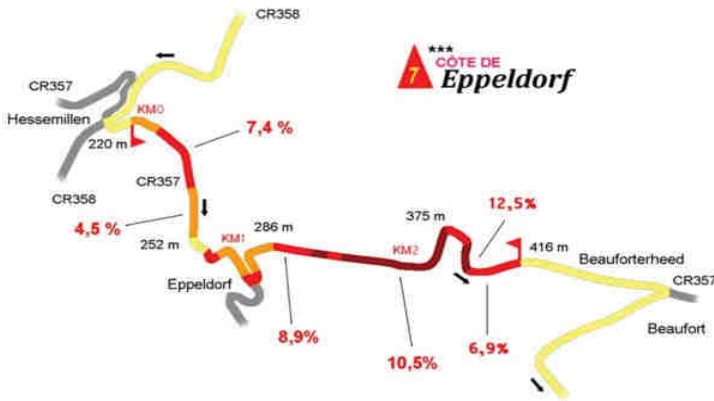 CR358
***
CÔTE DE
7
Eppeldorf
CR357
Hessemillen
KM0
7,4 %
220 m
CR357
CR358
4,5 %
252 m
KM1
286 m
375 m
12,5%
KM2
416 m
Beauforterheed
Eppeldorf
CR357
Beaufort
8,9%
6,9%
10,5%